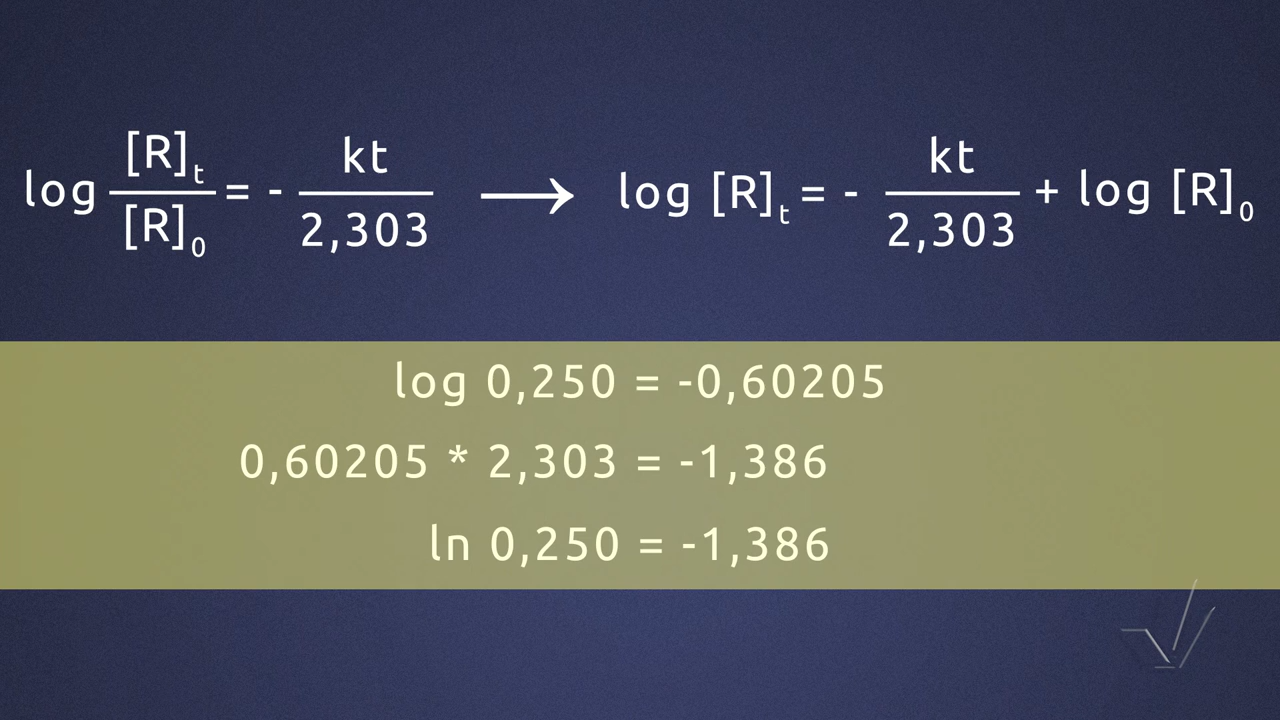 log [R]t/[R]0 = - kt/2,303 → log [R]t = - kt/2,303 + log [R]0
log 0,250 = -0,60205
0,60205 * 2,303 = -1,386
ln 0,250 = -1,386